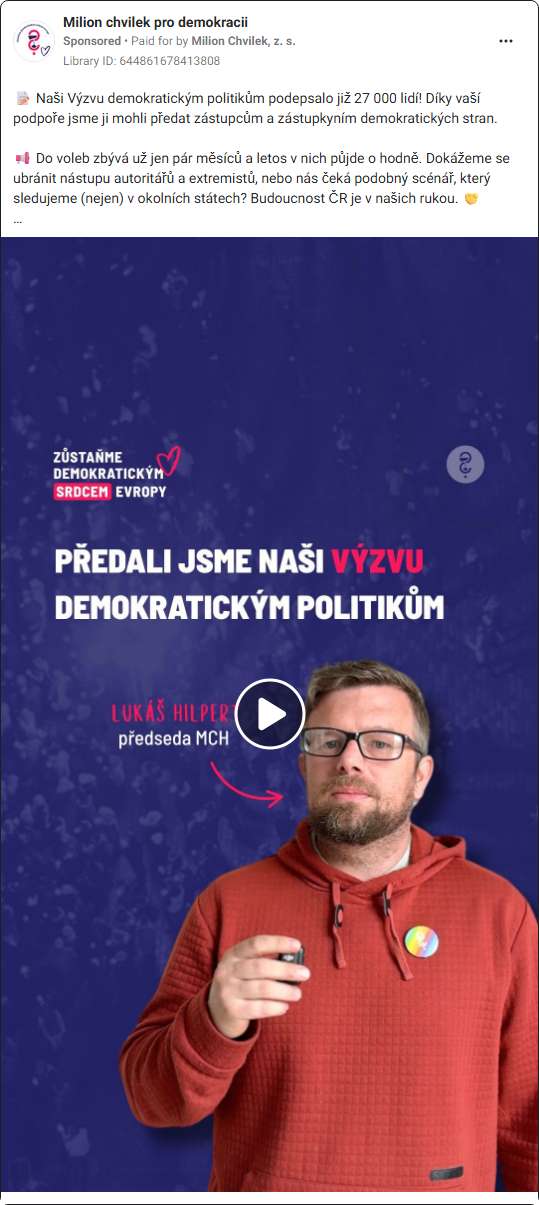 Milion chvilek pro demokracii
Sponsored • Paid for by Milion Chvilek, z. s.
Library ID: 644861678413808
📝 Naši Výzvu demokratickým politikům podepsalo již 27 000 lidí! Díky vaší
podpoře jsme ji mohli předat zástupcům a zástupkyním demokratických stran.
📢 Do voleb zbývá už jen pár měsíců a letos v nich půjde o hodně. Dokážeme se
ubránit nástupu autoritářů a extremistů, nebo nás čeká podobný scénář, který
sledujeme (nejen) v okolních státech? Budoucnost ČR je v našich rukou. 🤝
...
ZŮSTAŇME
DEMOKRATICKÝM
SRDCEM EVROPY
PŘEDALI JSME NAŠI VÝZVU
DEMOKRATICKÝM POLITIKŮM
LUKÁŠ
předseda MCH